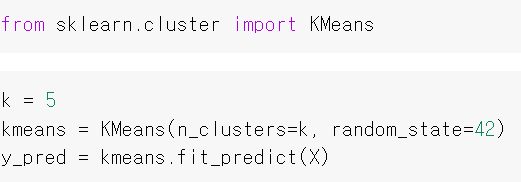 from sklearn.cluster import KMeans
k = 5
kmeans = KMeans(n_clusters=k, random_state=42)
y_pred = kmeans.fit_predict(X)